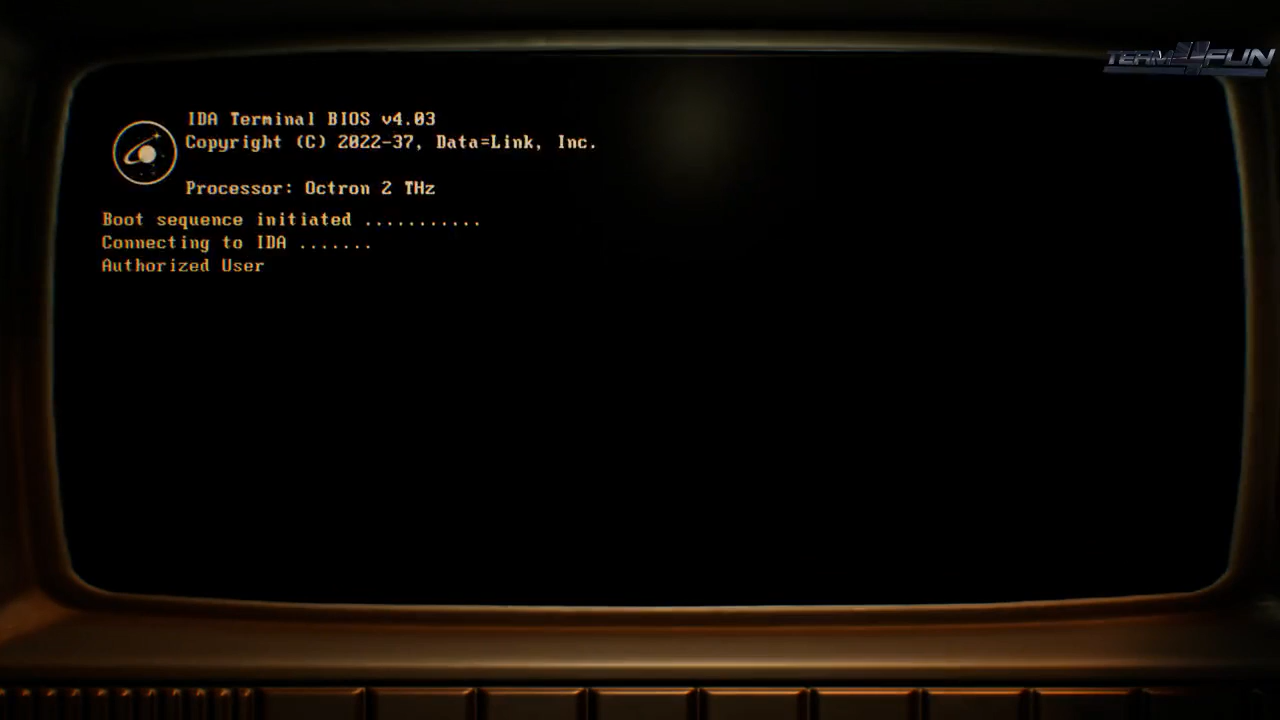 TERM4FUN
IDA Terminal BIOS v4.03
Copyright (C) 2022-37, Data=Link, Inc.
Processor: Octron 2 THz
Boot sequence initiated ...........
Connecting to IDA .......
Authorized User